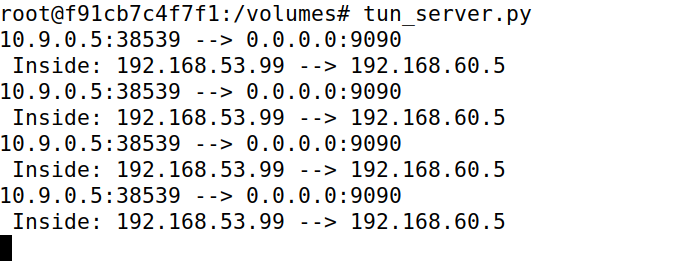 root@f91cb7c4f7f1:/volumes# tun_server.py
10.9.0.5:38539 --> 0.0.0.0:9090
 Inside: 192.168.53.99 --> 192.168.60.5
10.9.0.5:38539 --> 0.0.0.0:9090
 Inside: 192.168.53.99 --> 192.168.60.5
10.9.0.5:38539 --> 0.0.0.0:9090
 Inside: 192.168.53.99 --> 192.168.60.5
10.9.0.5:38539 --> 0.0.0.0:9090
 Inside: 192.168.53.99 --> 192.168.60.5